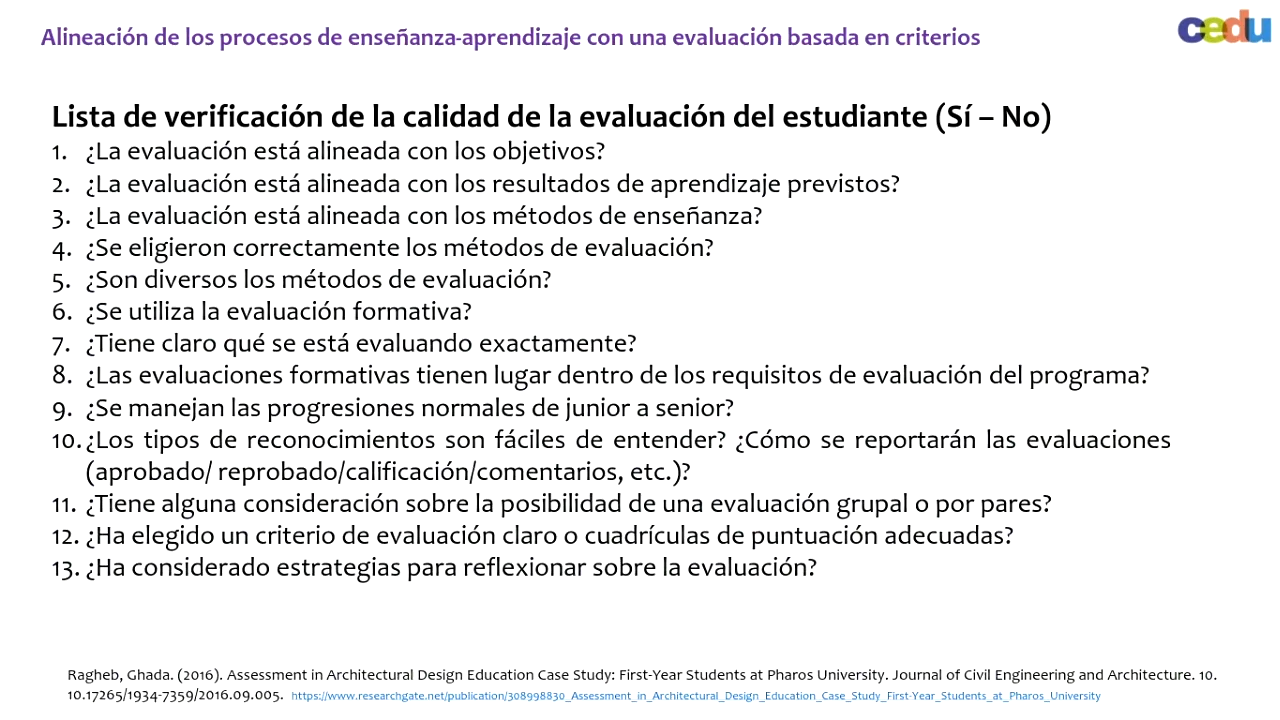 Alineación de los procesos de enseñanza-aprendizaje con una evaluación basada en criterios
cedu
Lista de verificación de la calidad de la evaluación del estudiante (Sí – No)
1. ¿La evaluación está alineada con los objetivos?
2. ¿La evaluación está alineada con los resultados de aprendizaje previstos?
3. ¿La evaluación está alineada con los métodos de enseñanza?
4. ¿Se eligieron correctamente los métodos de evaluación?
5. ¿Son diversos los métodos de evaluación?
6. ¿Se utiliza la evaluación formativa?
7. ¿Tiene claro qué se está evaluando exactamente?
8. ¿Las evaluaciones formativas tienen lugar dentro de los requisitos de evaluación del programa?
9. ¿Se manejan las progresiones normales de junior a senior?
10. ¿Los tipos de reconocimientos son fáciles de entender? ¿Cómo se reportarán las evaluaciones
(aprobado/ reprobado/calificación/comentarios, etc.)?
11. ¿Tiene alguna consideración sobre la posibilidad de una evaluación grupal o por pares?
12. ¿Ha elegido un criterio de evaluación claro o cuadrículas de puntuación adecuadas?
13. ¿Ha considerado estrategias para reflexionar sobre la evaluación?
Ragheb, Ghada. (2016). Assessment in Architectural Design Education Case Study: First-Year Students at Pharos University. Journal of Civil Engineering and Architecture. 10.
10.17265/1934-7359/2016.09.005. https://www.researchgate.net/publication/308998830_Assessment_in_Architectural_Design_Education_Case_Study_First-Year_Students_at_Pharos_University